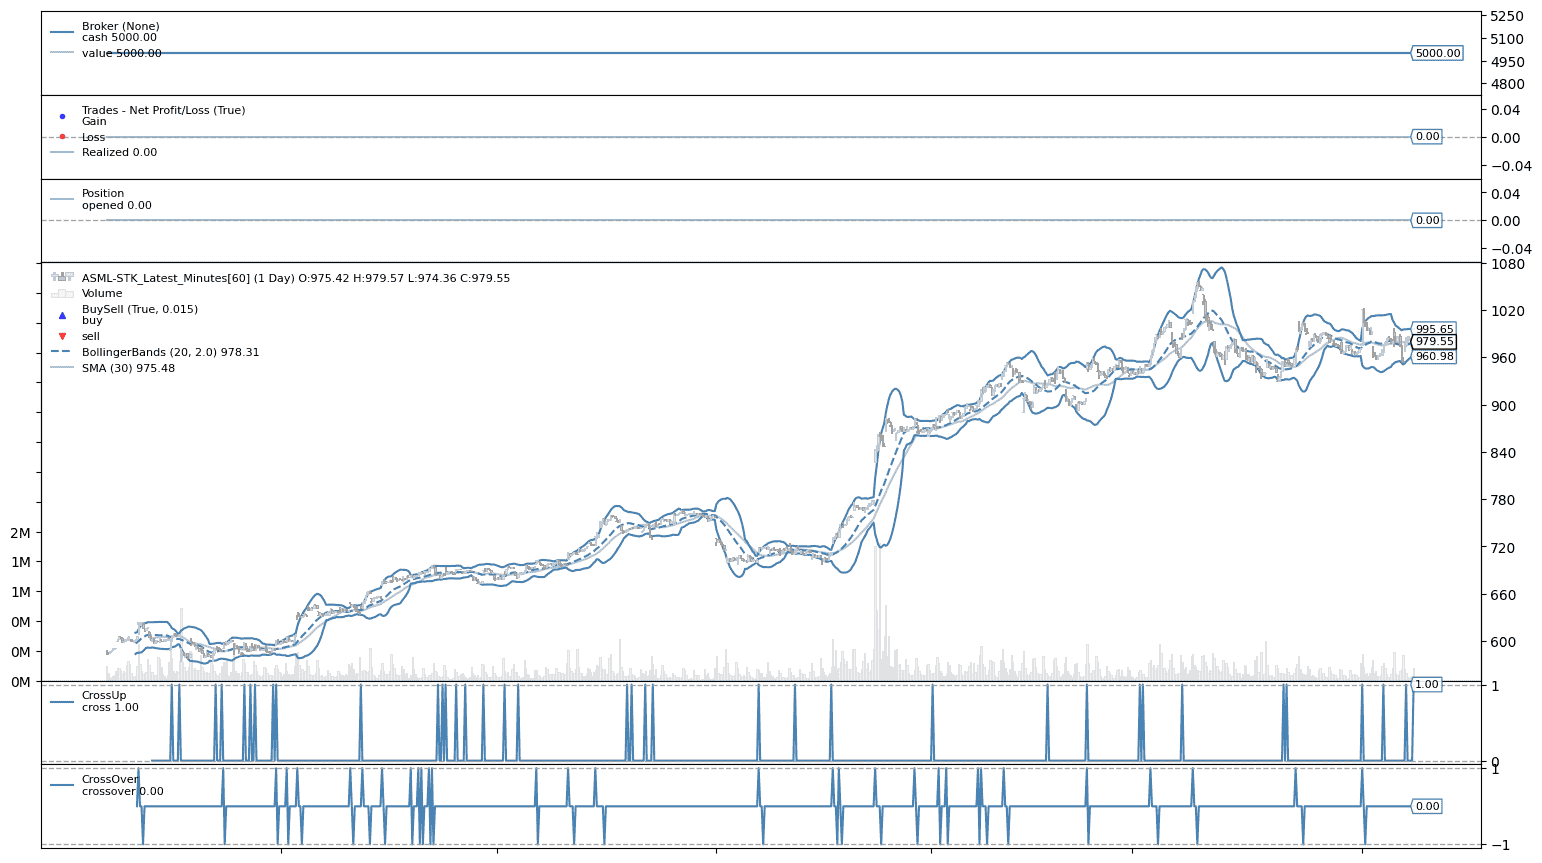 Broker (None)
cash 5000.00
value 5000.00
5250
5100
4950
4800
5000.00
Trades - Net Profit/Loss (True)
Gain
Loss
Realized 0.00
0.04
0.00
−0.04
0.00
Position
opened 0.00
0.04
0.00
−0.04
0.00
ASML-STK_Latest_Minutes[60] (1 Day) O:975.42 H:979.57 L:974.36 C:979.55
Volume
BuySell (True, 0.015)
buy
sell
BollingerBands (20, 2.0) 978.31
SMA (30) 975.48
1080
1020
960
900
840
780
720
660
600
995.65
979.55
960.98
2M
1M
1M
0M
0M
0M
CrossUp
cross 1.00
1.00
1
0
CrossOver
crossover 0.00
1
0.00
−1